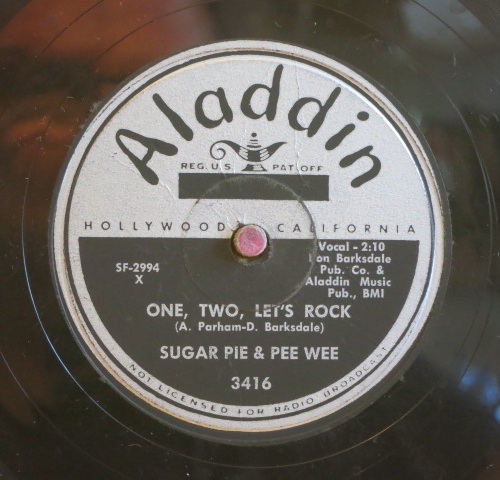 Aladdin
REG. U.S. PAT. OFF.
HOLLYWOOD CALIFORNIA
Vocal - 2:10
on Barksdale
Pub. Co. &
Aladdin Music
Pub., BMI
SF-2994
X
ONE, TWO, LET'S ROCK
(A. Parham-D. Barksdale)
SUGAR PIE & PEE WEE
3416
NOT LICENSED FOR RADIO BROADCAST